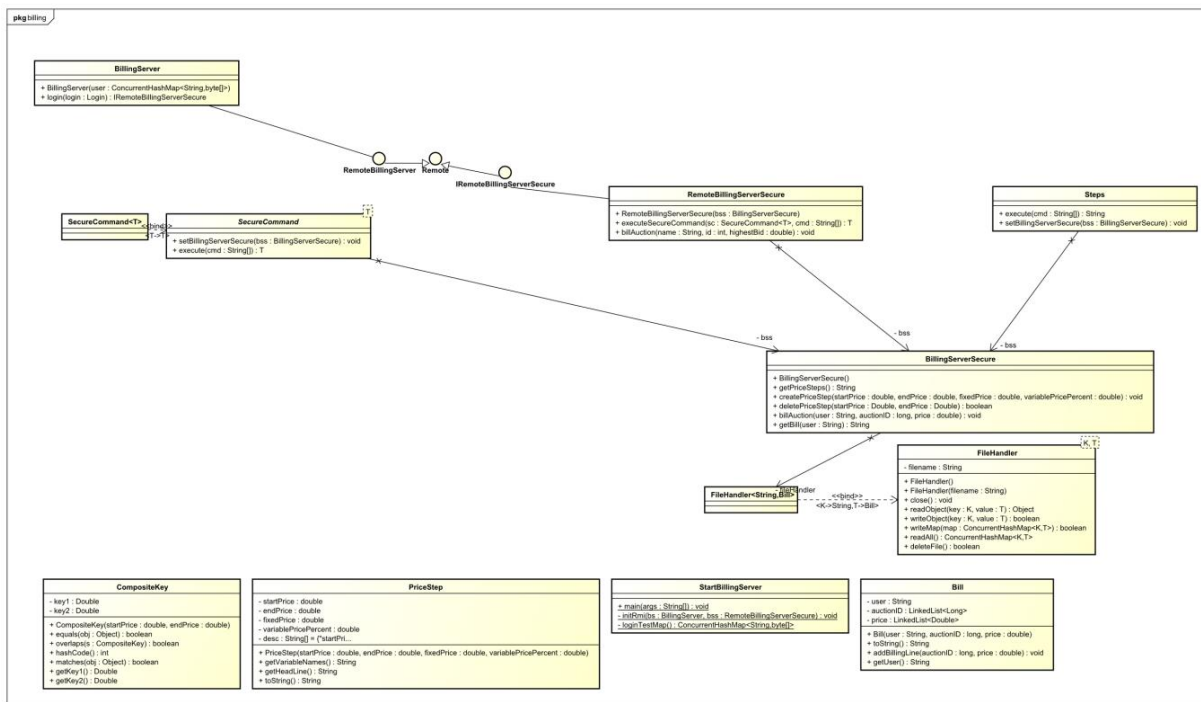 pkg billing
BillingServer
+ BillingServer(user : ConcurrentHashMap<String,byte[]>)
+ login(login : Login) : IRemoteBillingServerSecure
RemoteBillingServer
Remote
IRemoteBillingServerSecure
SecureCommand<T>
<<bind>>
<T->T>
T
SecureCommand
+ setBillingServerSecure(bss : BillingServerSecure) : void
+ execute(cmd : String[]) : T
RemoteBillingServerSecure
+ RemoteBillingServerSecure(bss : BillingServerSecure)
+ executeSecureCommand(sc : SecureCommand<T>, cmd : String[]) : T
+ billAuction(name : String, id : int, highestBid : double) : void
Steps
+ execute(cmd : String[]) : String
+ setBillingServerSecure(bss : BillingServerSecure) : void
- bss
- bss
- bss
BillingServerSecure
+ BillingServerSecure()
+ getPriceSteps() : String
+ createPriceStep(startPrice : double, endPrice : double, fixedPrice : double, variablePricePercent : double) : void
+ deletePriceStep(startPrice : Double, endPrice : Double) : boolean
+ billAuction(user : String, auctionID : long, price : double) : void
+ getBill(user : String) : String
- fileHandler
FileHandler<String,Bill>
<<bind>>
<K->String,T->Bill>
K, T
FileHandler
- filename : String
+ FileHandler()
+ FileHandler(filename : String)
+ close() : void
+ readObject(key : K, value : T) : Object
+ writeObject(key : K, value : T) : boolean
+ writeMap(map : ConcurrentHashMap<K,T>) : boolean
+ readAll() : ConcurrentHashMap<K,T>
+ deleteFile() : boolean
CompositeKey
- key1 : Double
- key2 : Double
+ CompositeKey(startPrice : double, endPrice : double)
+ equals(obj : Object) : boolean
+ overlaps(s : CompositeKey) : boolean
+ hashCode() : int
+ matches(obj : Object) : boolean
+ getKey1() : Double
+ getKey2() : Double
PriceStep
- startPrice : double
- endPrice : double
- fixedPrice : double
- variablePricePercent : double
- desc : String[] = {"startPri...
+ PriceStep(startPrice : double, endPrice : double, fixedPrice : double, variablePricePercent : double)
+ getVariableNames() : String
+ getHeadLine() : String
+ toString() : String
StartBillingServer
+ main(args : String[]) : void
- initRmi(bs : BillingServer, bss : RemoteBillingServerSecure) : void
- loginTestMap() : ConcurrentHashMap<String,byte[]>
Bill
- user : String
- auctionID : LinkedList<Long>
- price : LinkedList<Double>
+ Bill(user : String, auctionID : long, price : double)
+ toString() : String
+ addBillingLine(auctionID : long, price : double) : void
+ getUser() : String